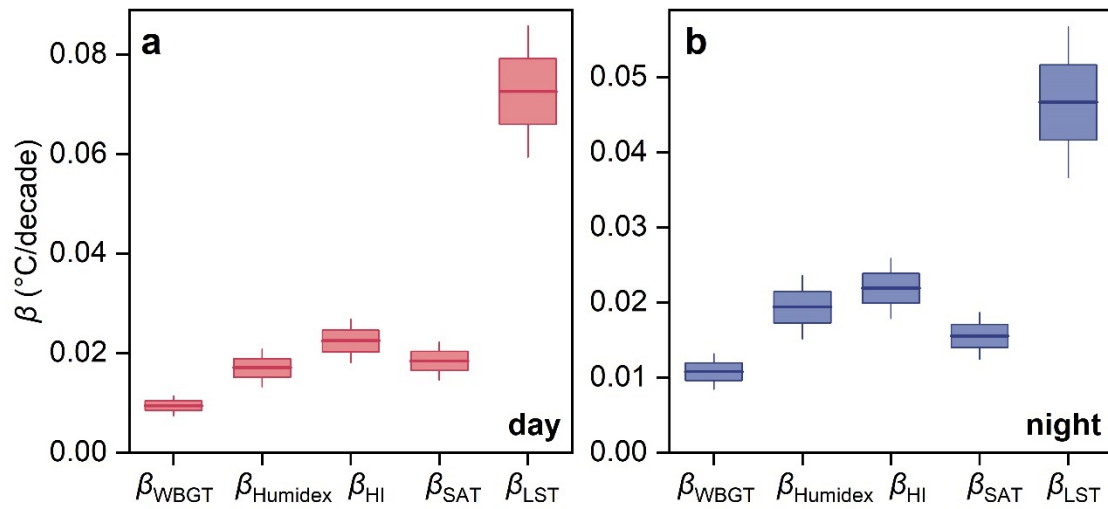 a
β (°C/decade)
0.08
0.06
0.04
0.02
0.00
day
βWBGT βHumidex βHI βSAT βLST
b
0.05
0.04
0.03
0.02
0.01
0.00
night
βWBGT βHumidex βHI βSAT βLST